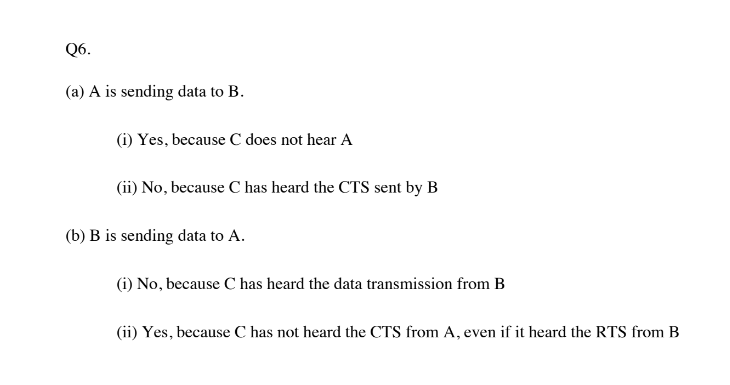 Q6.
(a) A is sending data to B.
(i) Yes, because C does not hear A
(ii) No, because C has heard the CTS sent by B
(b) B is sending data to A.
(i) No, because C has heard the data transmission from B
(ii) Yes, because C has not heard the CTS from A, even if it heard the RTS from B